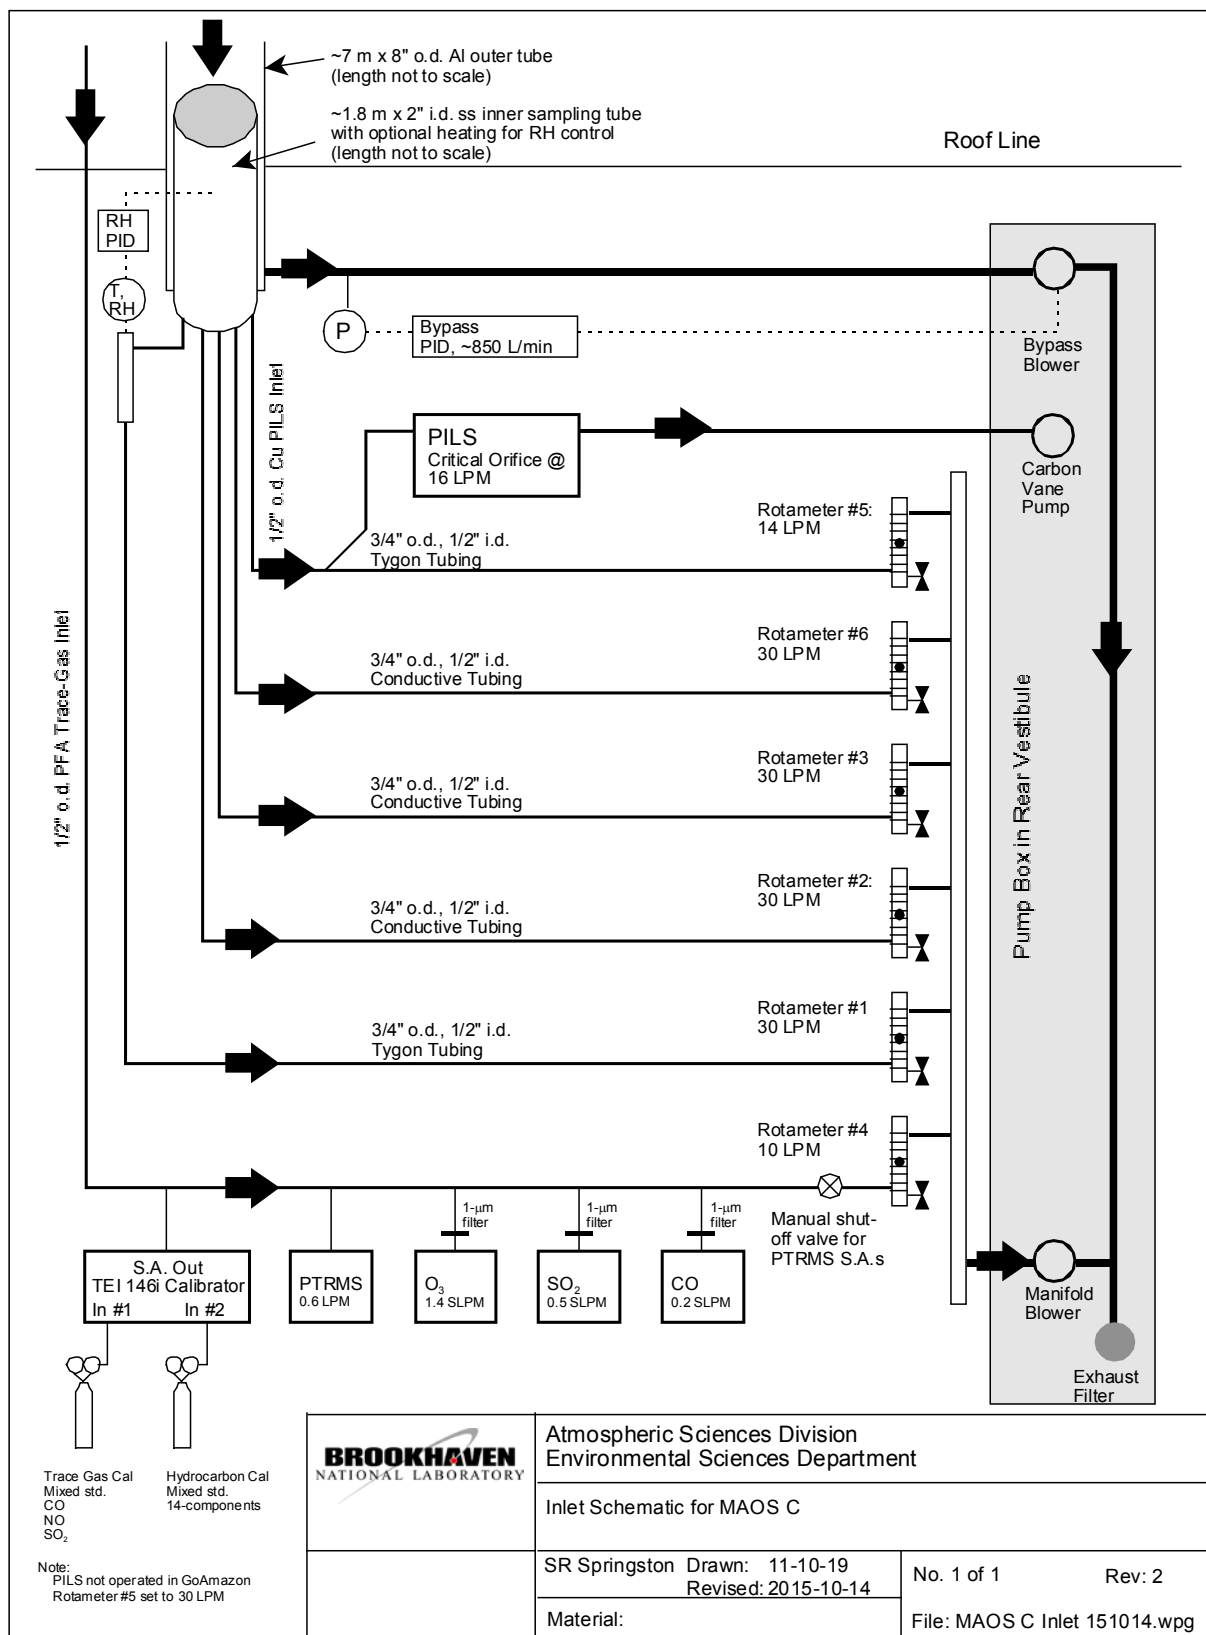 ~7 m x 8" o.d. Al outer tube
(length not to scale)
~1.8 m x 2" i.d. ss inner sampling tube
with optional heating for RH control
(length not to scale)
Roof Line
RH
PID
T,
RH
P
Bypass
PID, ~850 L/min
Bypass
Blower
1/2" o.d. Cu PILS Inlet
PILS
Critical Orifice @
16 LPM
Carbon
Vane
Pump
Rotameter #5:
14 LPM
3/4" o.d., 1/2" i.d.
Tygon Tubing
1/2" o.d. PFA Trace-Gas Inlet
Rotameter #6
30 LPM
3/4" o.d., 1/2" i.d.
Conductive Tubing
Pump Box in Rear Vestibule
Rotameter #3
30 LPM
3/4" o.d., 1/2" i.d.
Conductive Tubing
Rotameter #2:
30 LPM
3/4" o.d., 1/2" i.d.
Conductive Tubing
Rotameter #1
30 LPM
3/4" o.d., 1/2" i.d.
Tygon Tubing
Rotameter #4
10 LPM
1-μm
filter
1-μm
filter
1-μm
filter
Manual shut-
off valve for
PTRMS S.A.s
S.A. Out
TEI 146i Calibrator
In #1 In #2
PTRMS
0.6 LPM
O₃
1.4 SLPM
SO₂
0.5 SLPM
CO
0.2 SLPM
Manifold
Blower
Exhaust
Filter
Trace Gas Cal
Mixed std.
CO
NO
SO₂
Hydrocarbon Cal
Mixed std.
14-components
Note:
PILS not operated in GoAmazon
Rotameter #5 set to 30 LPM
BROOKHAVEN
NATIONAL LABORATORY
Atmospheric Sciences Division
Environmental Sciences Department
Inlet Schematic for MAOS C
SR Springston Drawn: 11-10-19
Revised: 2015-10-14
Material:
No. 1 of 1 Rev: 2
File: MAOS C Inlet 151014.wpg